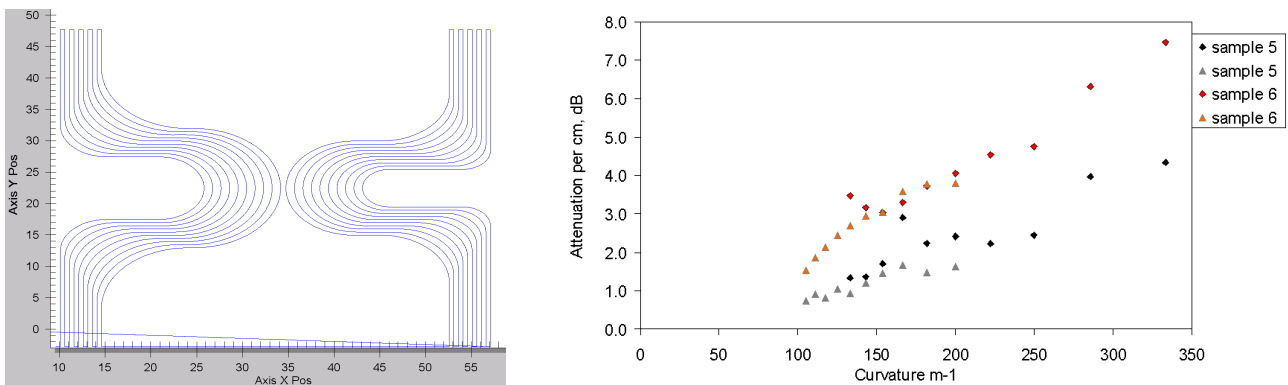 50
45
40
35
30
25
20
15
10
5
0
Axis Y Pos
10 15 20 25 30 35 40 45 50 55
Axis X Pos
8.0
7.0
6.0
5.0
4.0
3.0
2.0
1.0
0.0
Attenuation per cm, dB
0 50 100 150 200 250 300 350
Curvature m-1
sample 5
sample 5
sample 6
sample 6